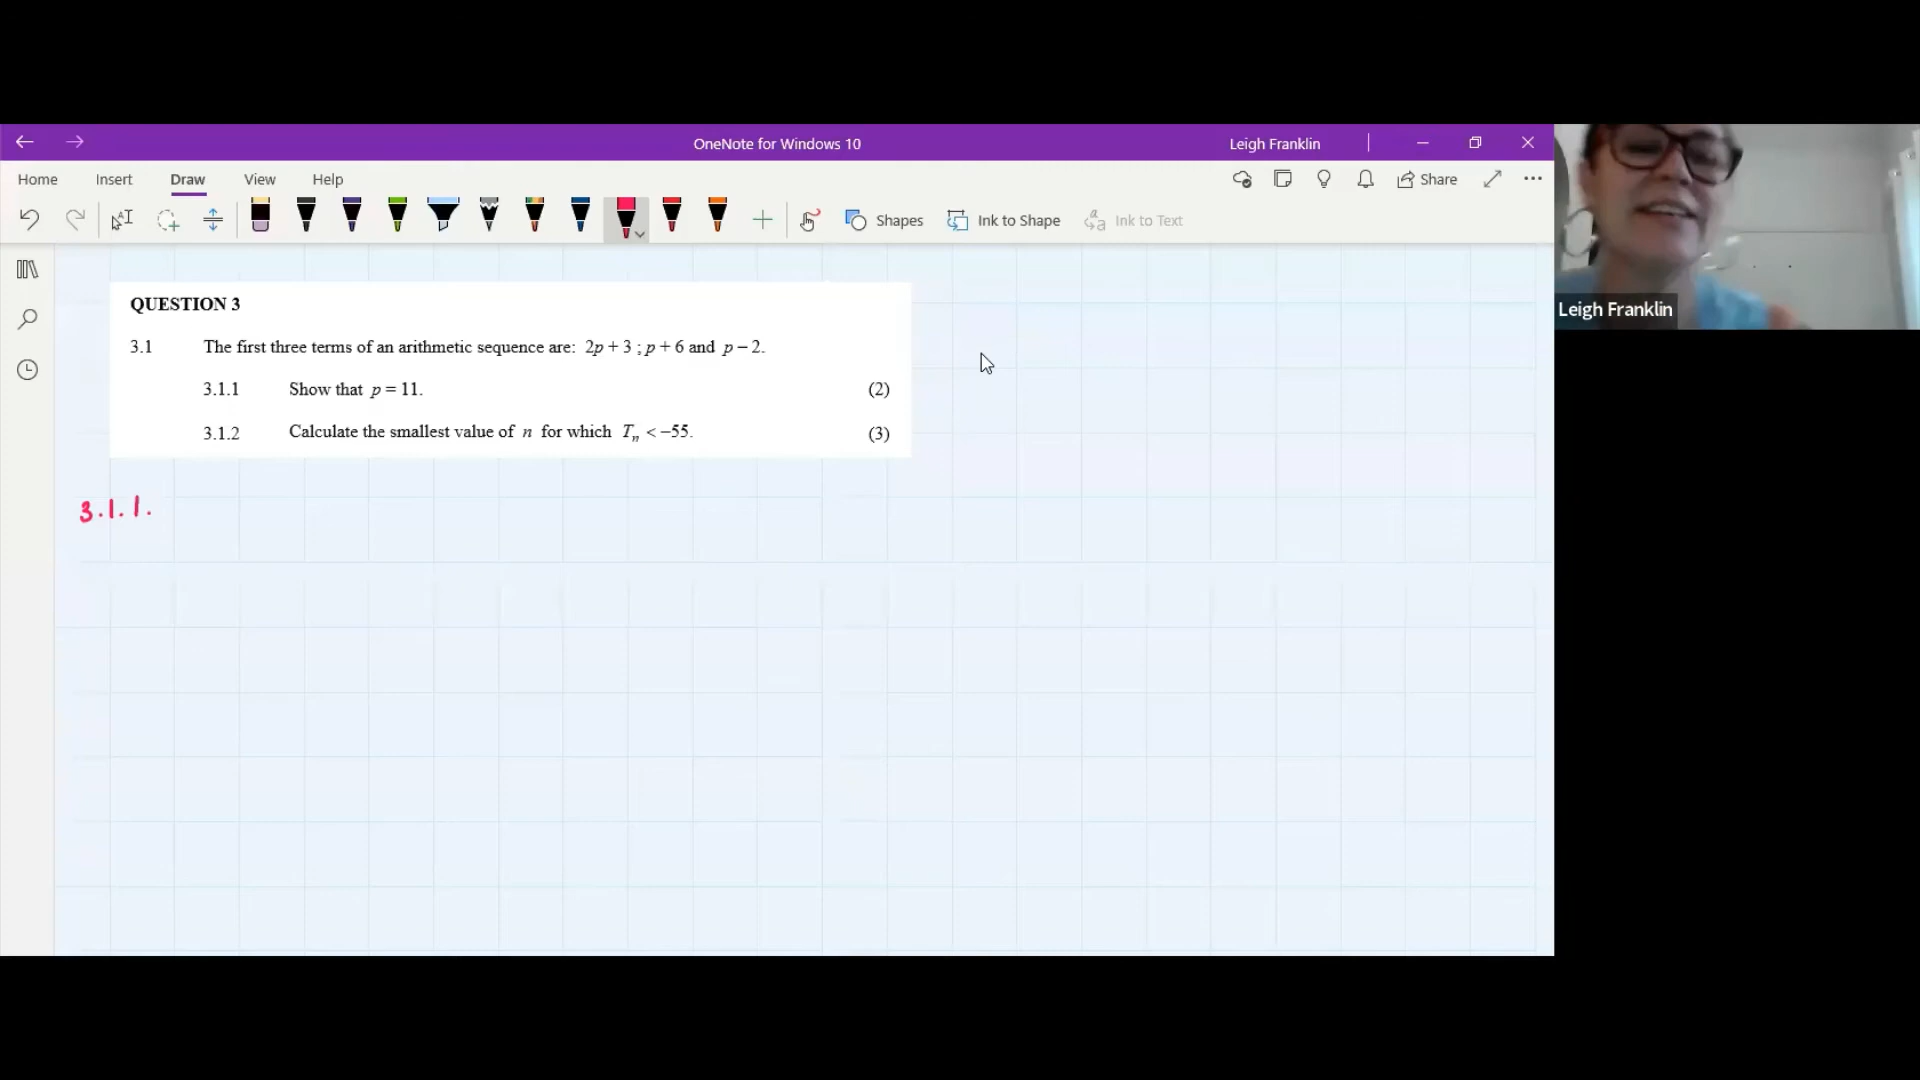 OneNote for Windows 10
Leigh Franklin
Home Insert Draw View Help
Share
Shapes Ink to Shape Ink to Text
Leigh Franklin
QUESTION 3
3.1 The first three terms of an arithmetic sequence are: 2p + 3 ; p + 6 and p − 2.
3.1.1 Show that p = 11. (2)
3.1.2 Calculate the smallest value of n for which Tₙ < −55. (3)
3.1.1.